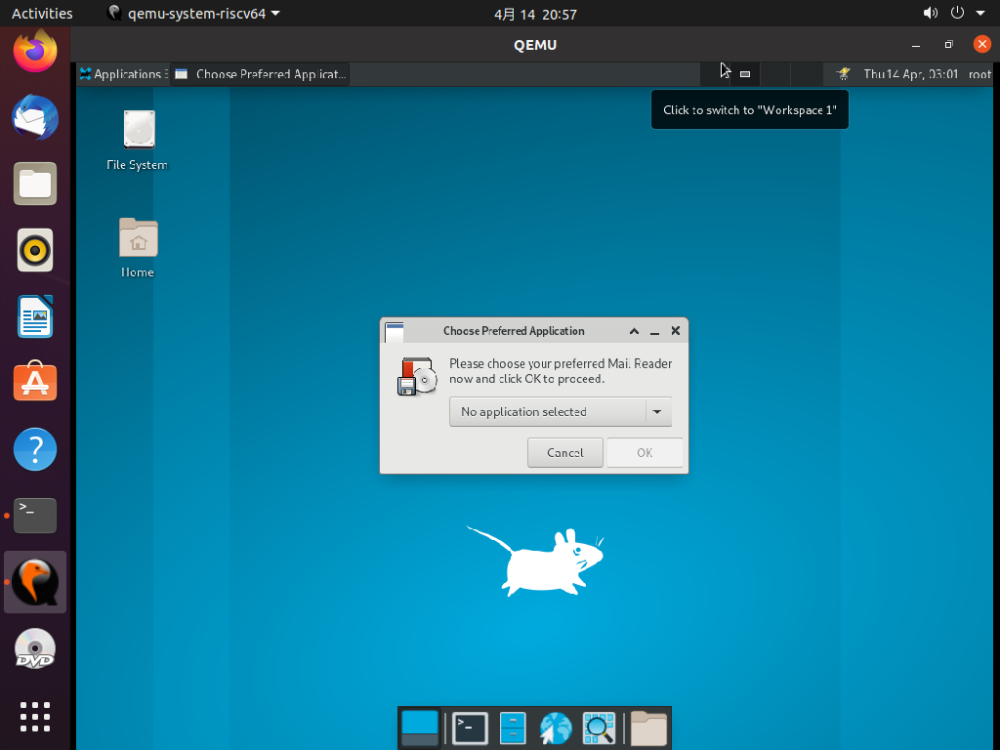 Activities
qemu-system-riscv64
4月 14 20:57
QEMU
Applications
Choose Preferred Applicat...
Thu 14 Apr, 03:01
root
Click to switch to "Workspace 1"
File System
Home
Choose Preferred Application
Please choose your preferred Mail Reader
now and click OK to proceed.
No application selected
Cancel
OK
>_
?
DVD
>_